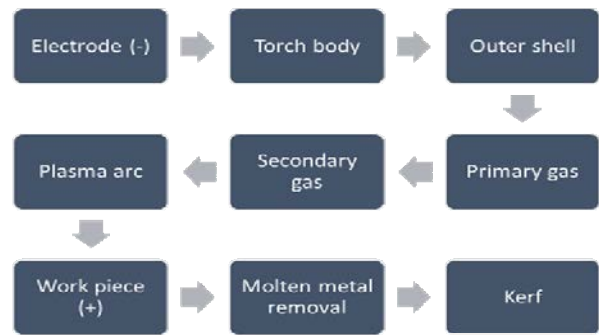 Electrode (-)
Torch body
Outer shell
Primary gas
Secondary
gas
Plasma arc
Work piece
(+)
Molten metal
removal
Kerf